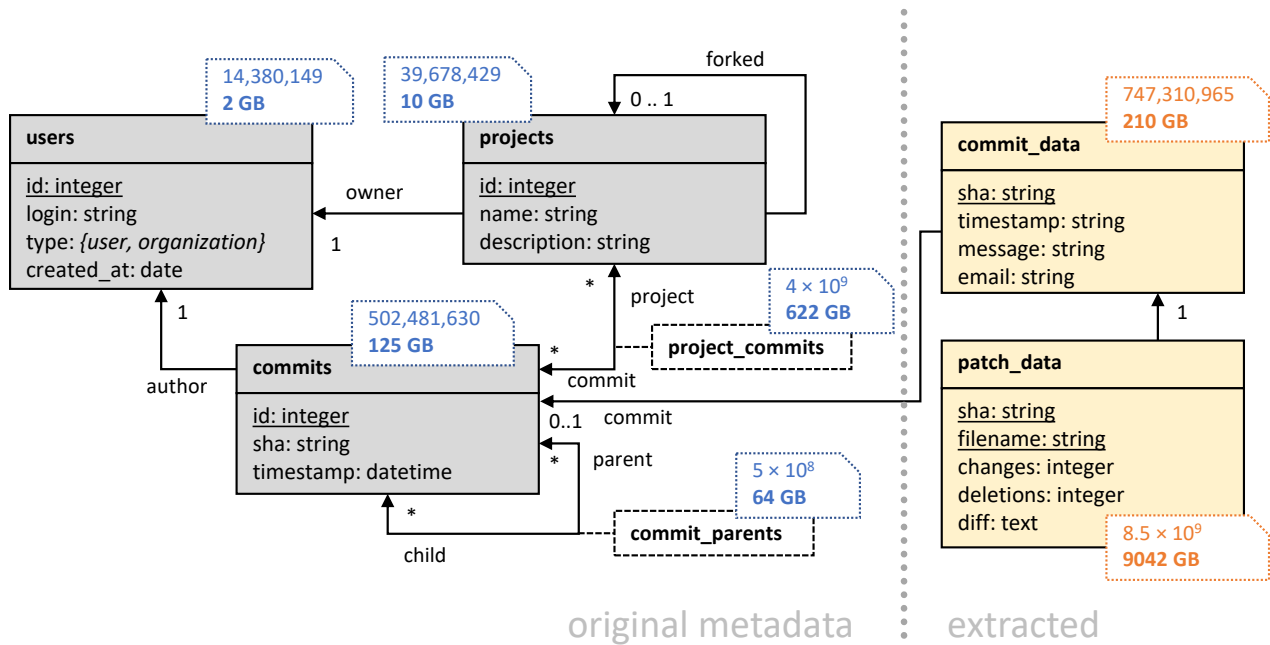 14,380,149
2 GB
users
id: integer
login: string
type: {user, organization}
created_at: date
39,678,429
10 GB
projects
id: integer
name: string
description: string
forked
0 .. 1
owner
1
1
author
*
project
4 × 10⁹
622 GB
project_commits
*
commit
502,481,630
125 GB
commits
id: integer
sha: string
timestamp: datetime
0..1
commit
*
parent
*
child
5 × 10⁸
64 GB
commit_parents
747,310,965
210 GB
commit_data
sha: string
timestamp: string
message: string
email: string
1
patch_data
sha: string
filename: string
changes: integer
deletions: integer
diff: text
8.5 × 10⁹
9042 GB
original metadata
extracted